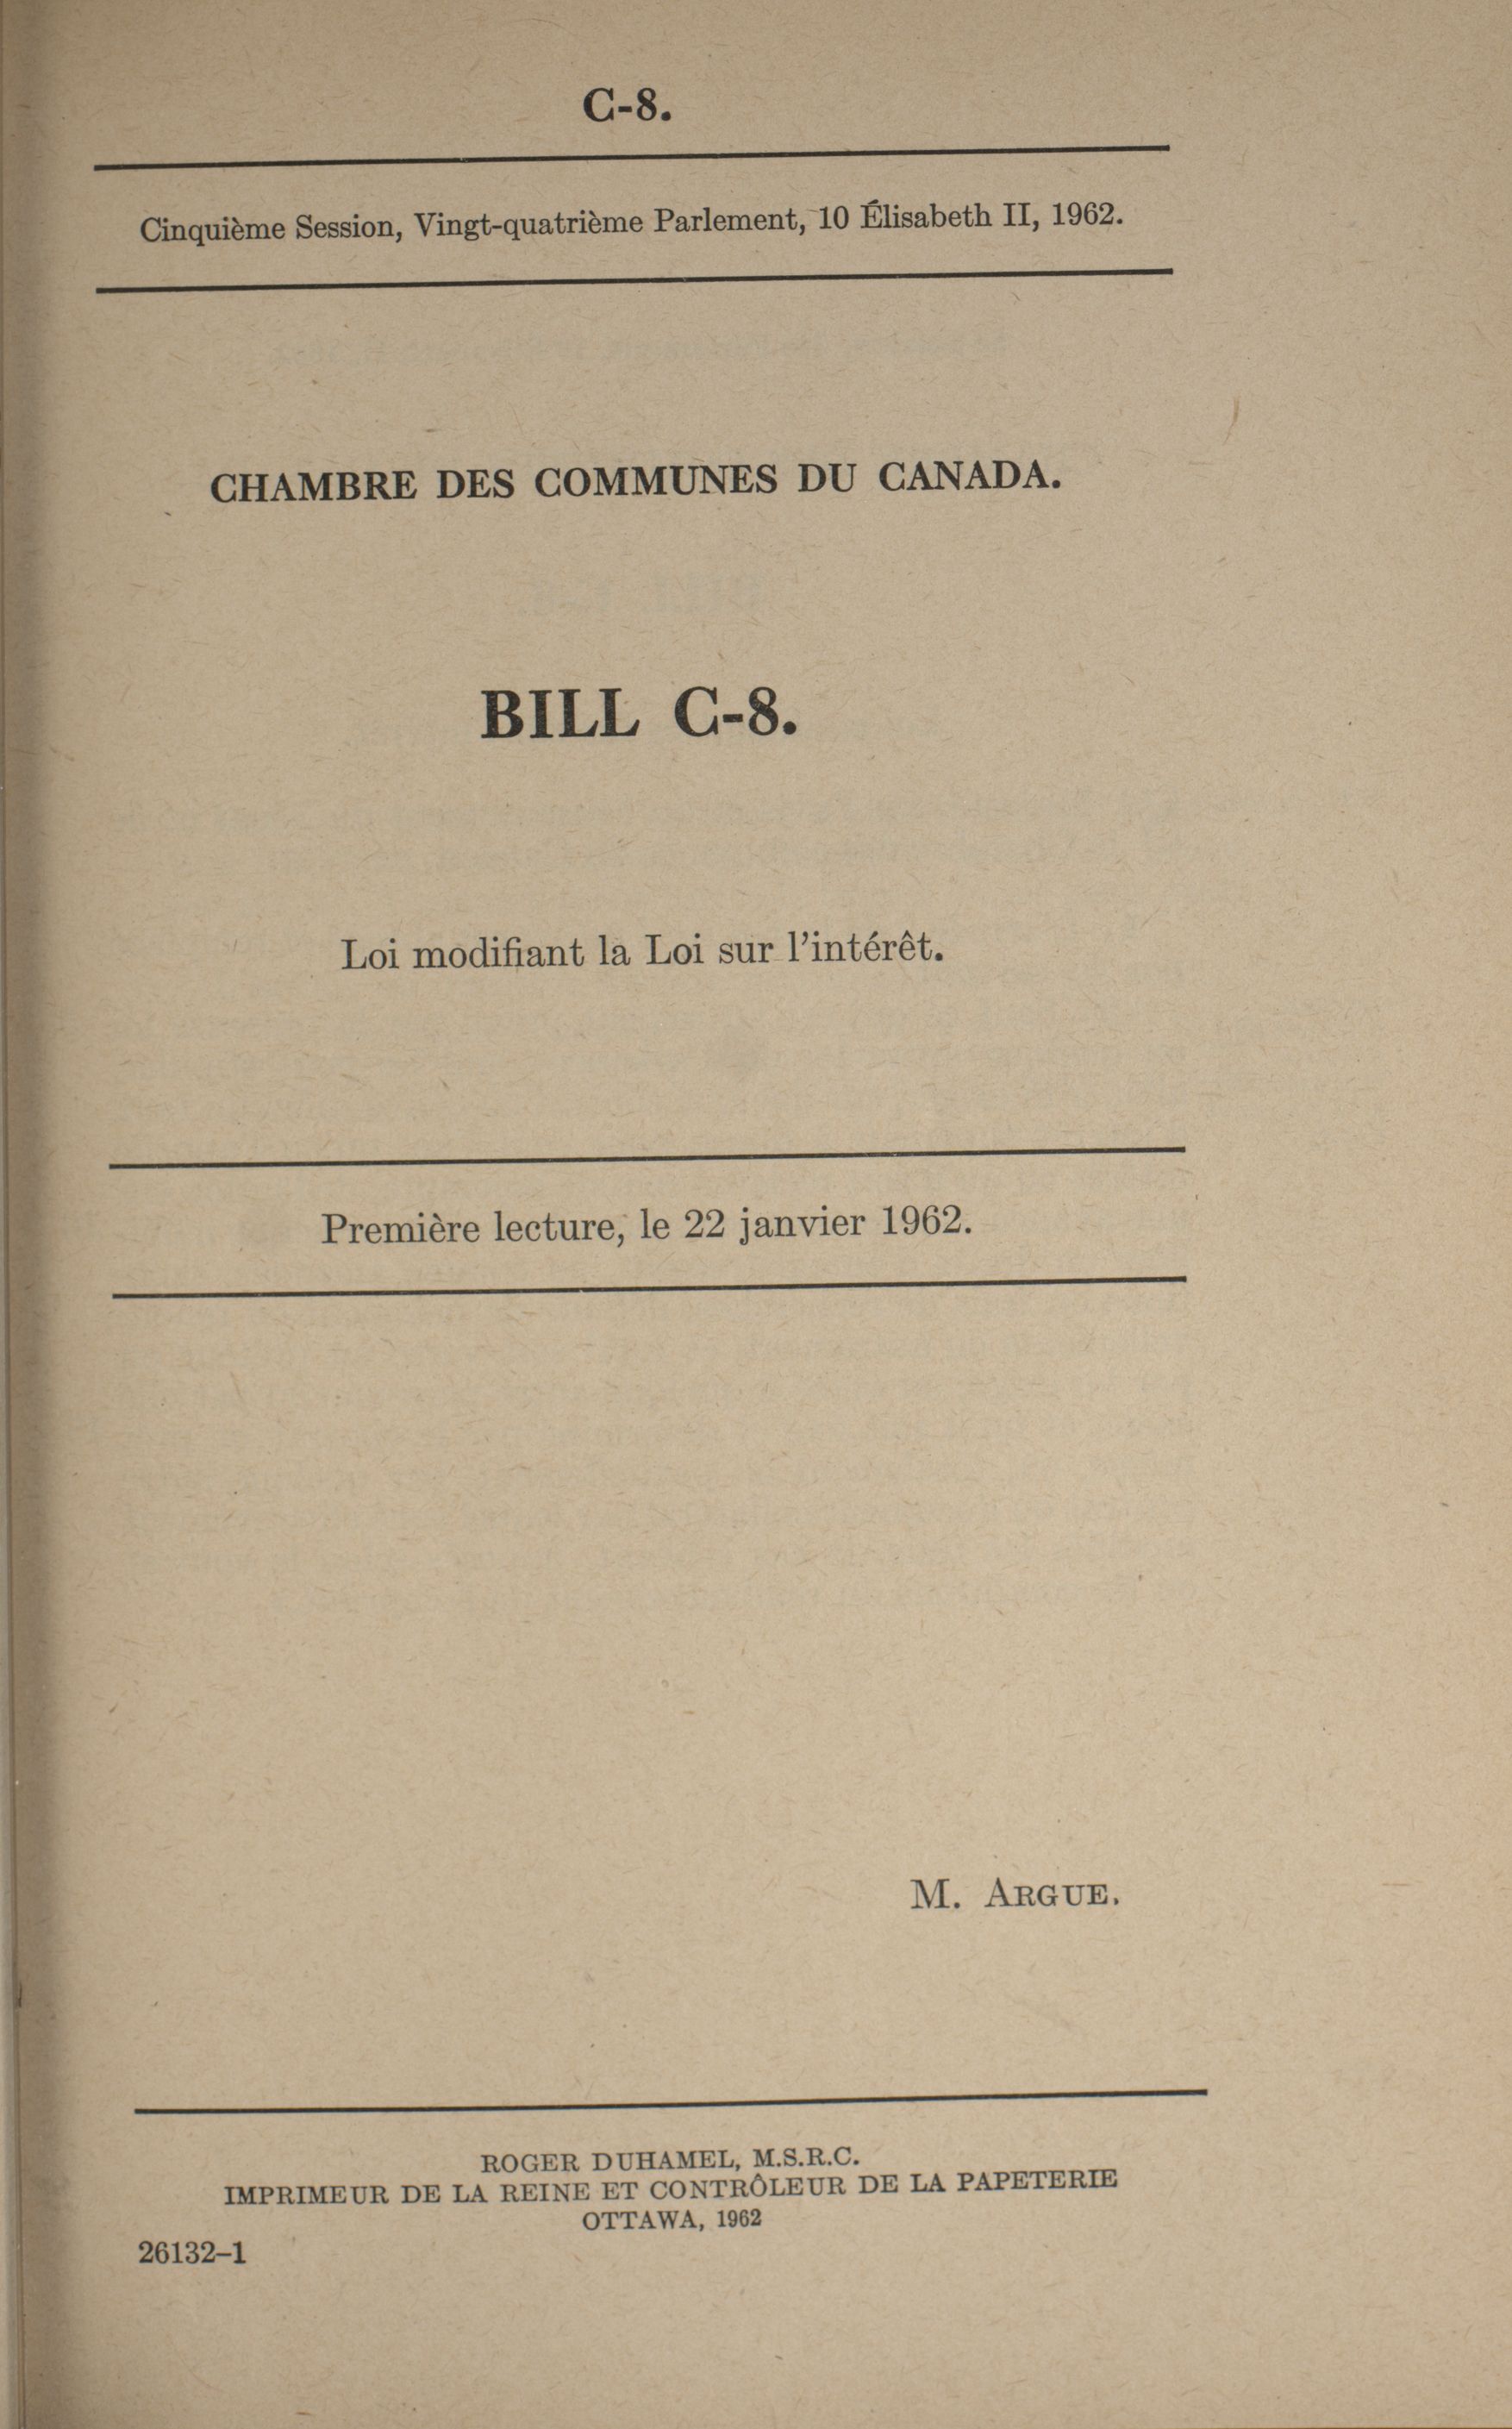 C-8.
Cinquième Session, Vingt-quatrième Parlement, 10 Élisabeth II, 1962.
CHAMBRE DES COMMUNES DU CANADA.
BILL C-8.
Loi modifiant la Loi sur l'intérêt.
Première lecture, le 22 janvier 1962.
M. ARGUE.
ROGER DUHAMEL, M.S.R.C.
IMPRIMEUR DE LA REINE ET CONTRÔLEUR DE LA PAPETERIE
OTTAWA, 1962
26132–1